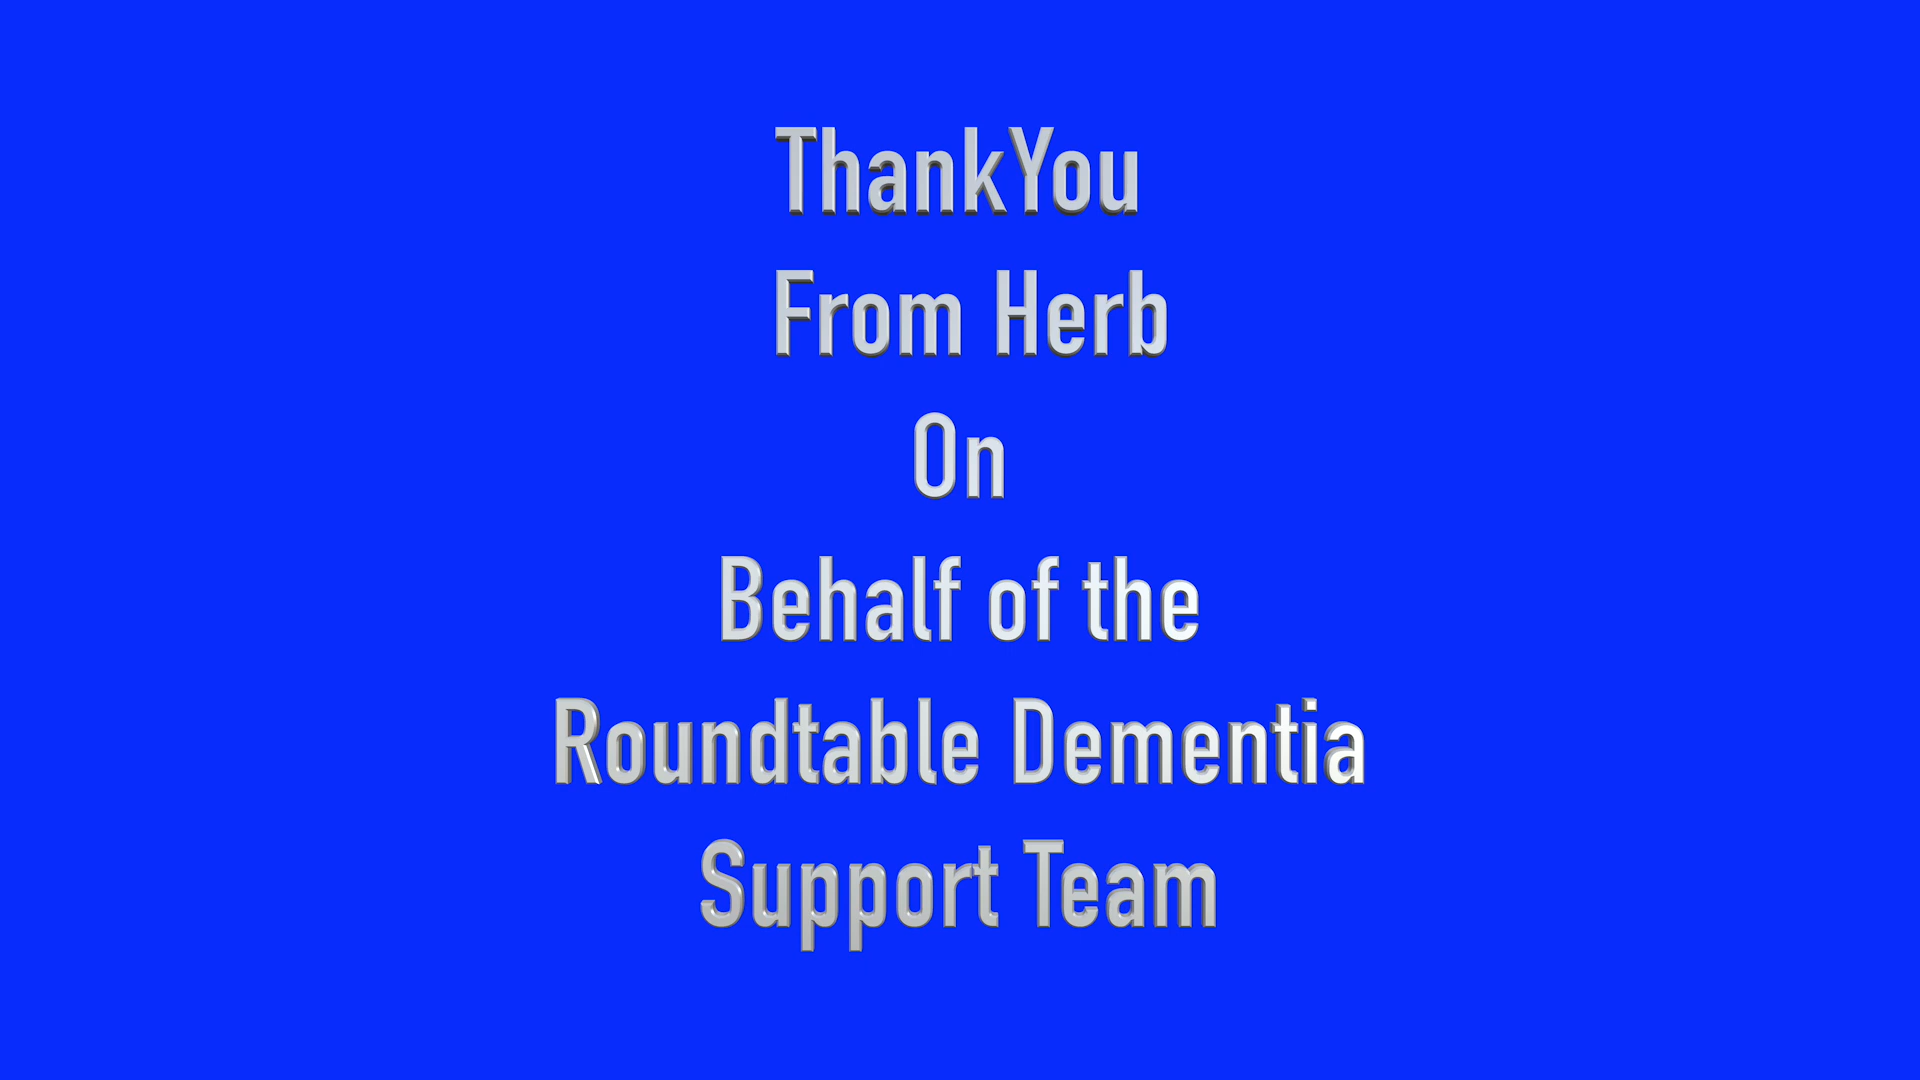 ThankYou
From Herb
On
Behalf of the
Roundtable Dementia
Support Team